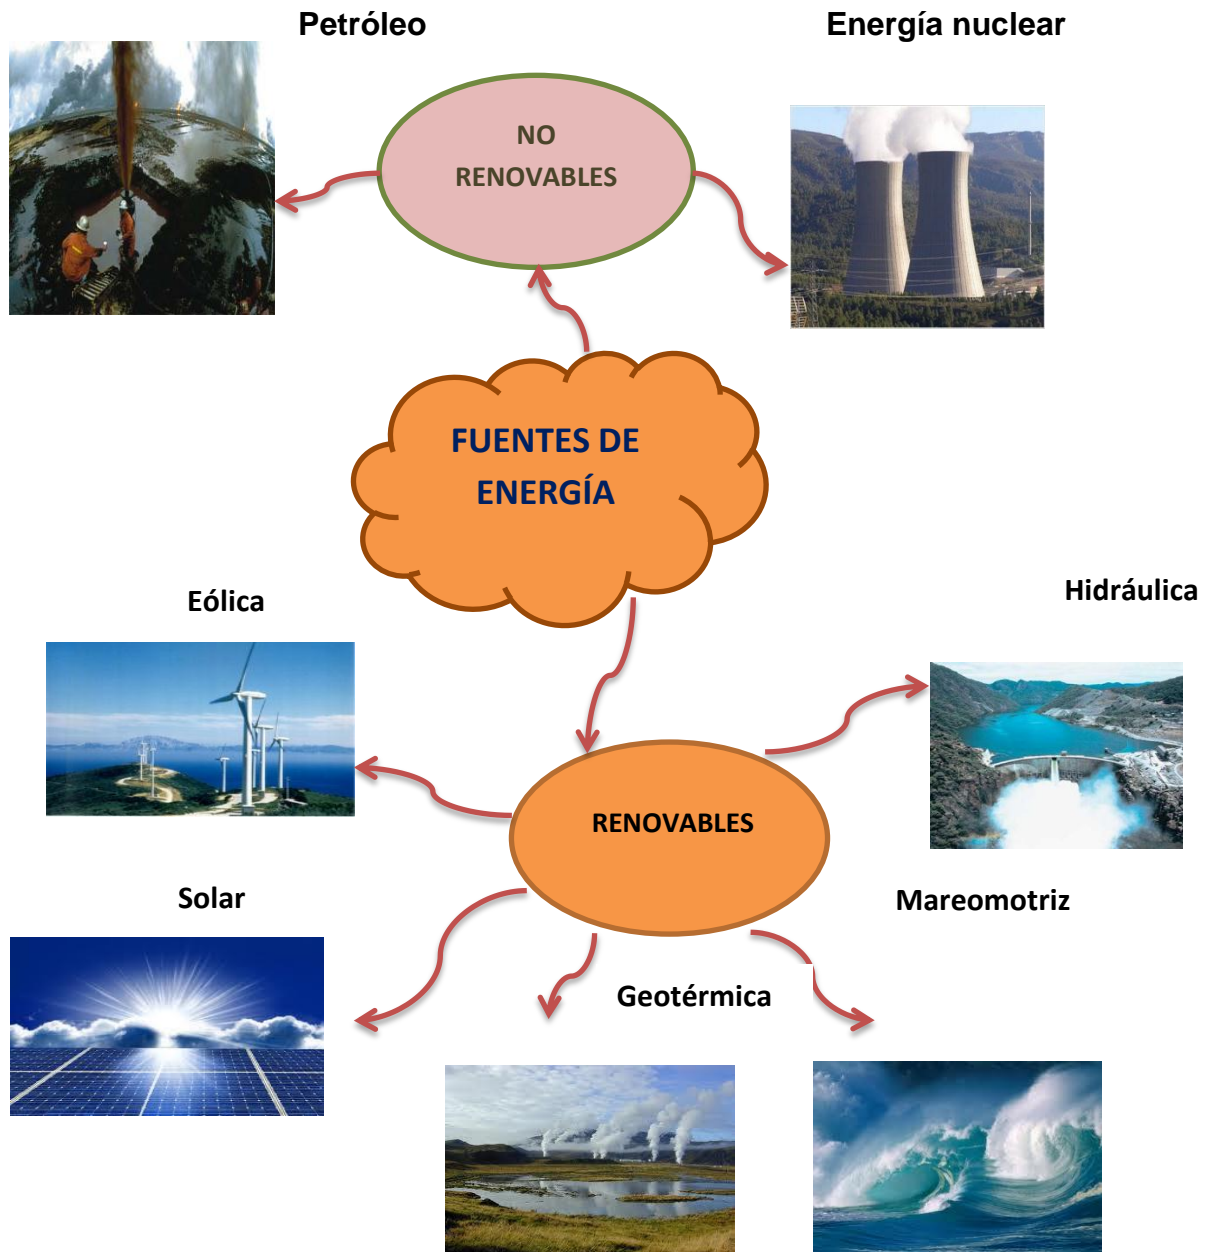 Petróleo
Energía nuclear
NO
RENOVABLES
FUENTES DE
ENERGÍA
Eólica
Hidráulica
RENOVABLES
Solar
Mareomotriz
Geotérmica